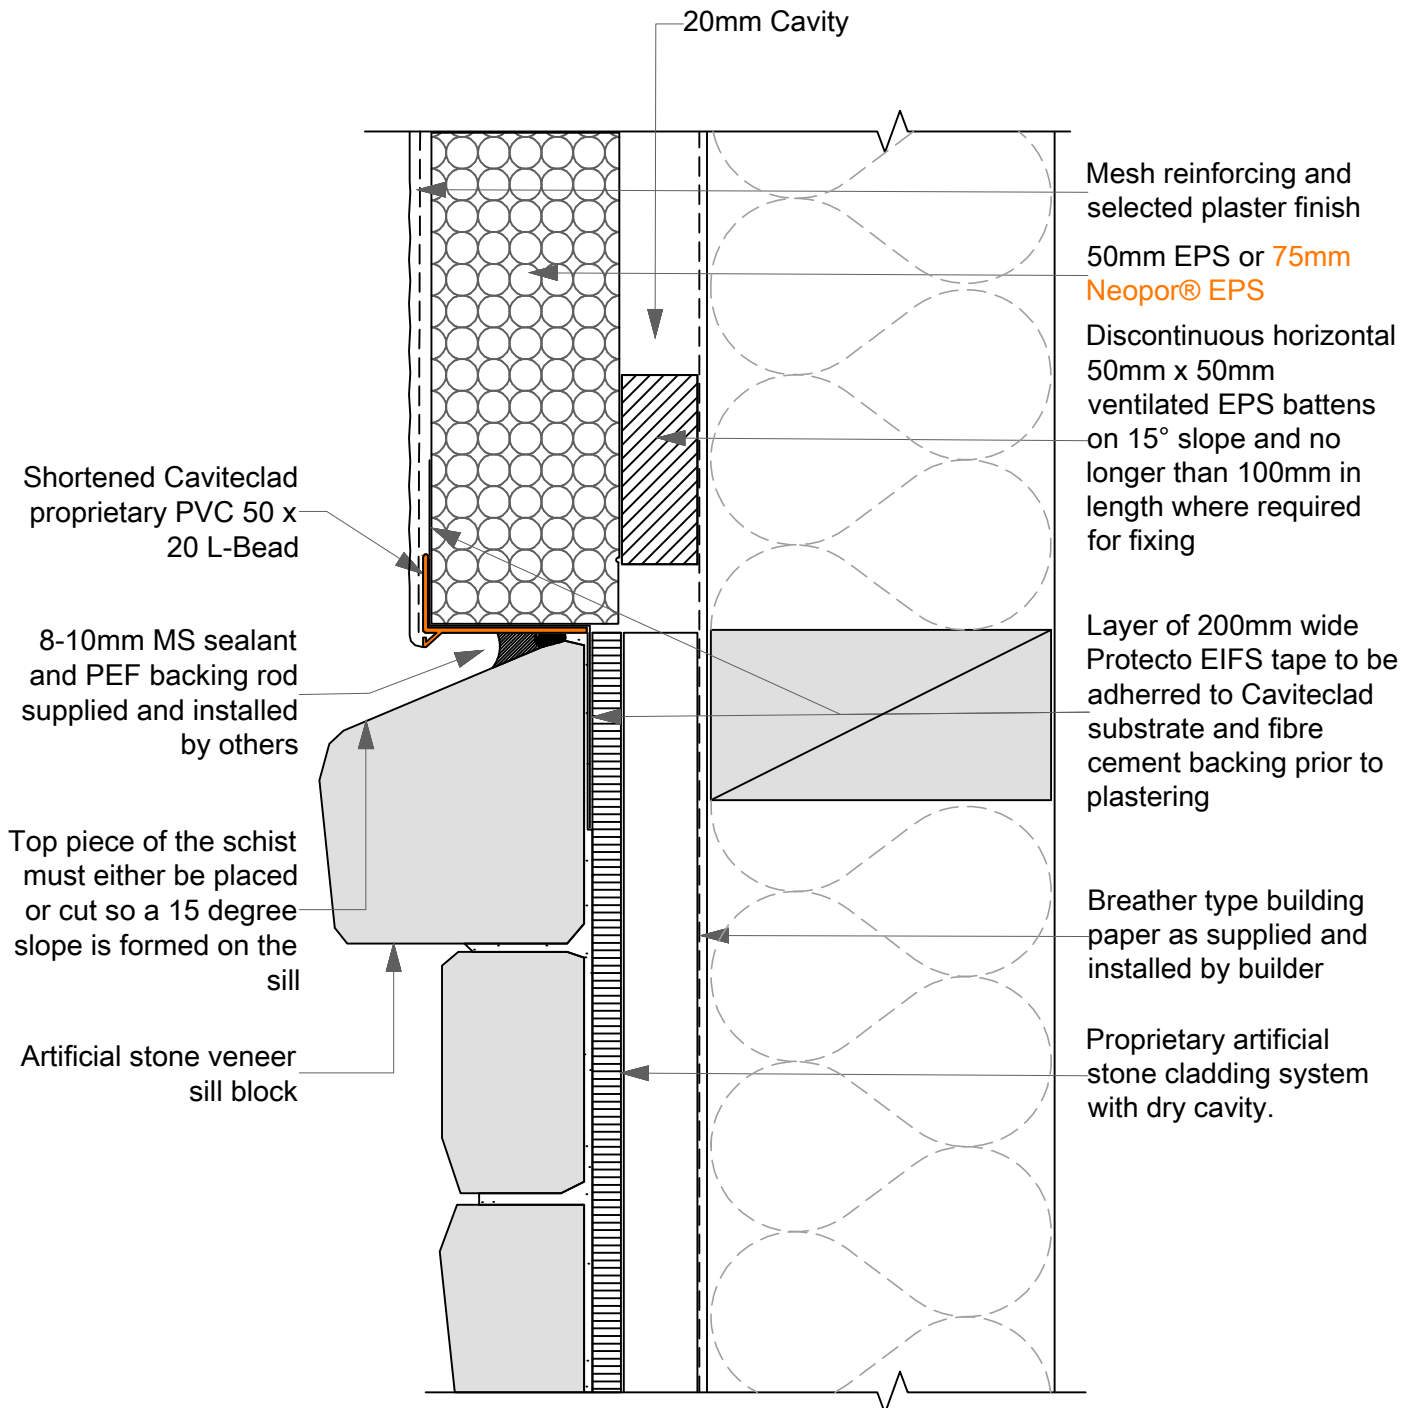 20mm Cavity
Mesh reinforcing and
selected plaster finish
50mm EPS or 75mm
Neopor® EPS
Discontinuous horizontal
50mm x 50mm
ventilated EPS battens
on 15° slope and no
longer than 100mm in
length where required
for fixing
Layer of 200mm wide
Protecto EIFS tape to be
adherred to Caviteclad
substrate and fibre
cement backing prior to
plastering
Breather type building
paper as supplied and
installed by builder
Proprietary artificial
stone cladding system
with dry cavity.
Shortened Caviteclad
proprietary PVC 50 x
20 L-Bead
8-10mm MS sealant
and PEF backing rod
supplied and installed
by others
Top piece of the schist
must either be placed
or cut so a 15 degree
slope is formed on the
sill
Artificial stone veneer
sill block